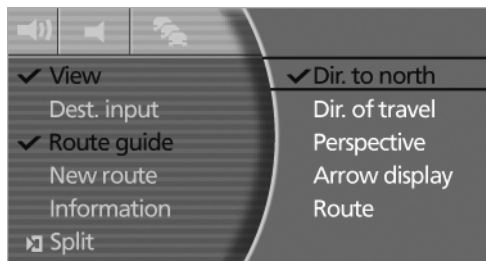 View
Dest. input
Route guide
New route
Information
Split
Dir. to north
Dir. of travel
Perspective
Arrow display
Route